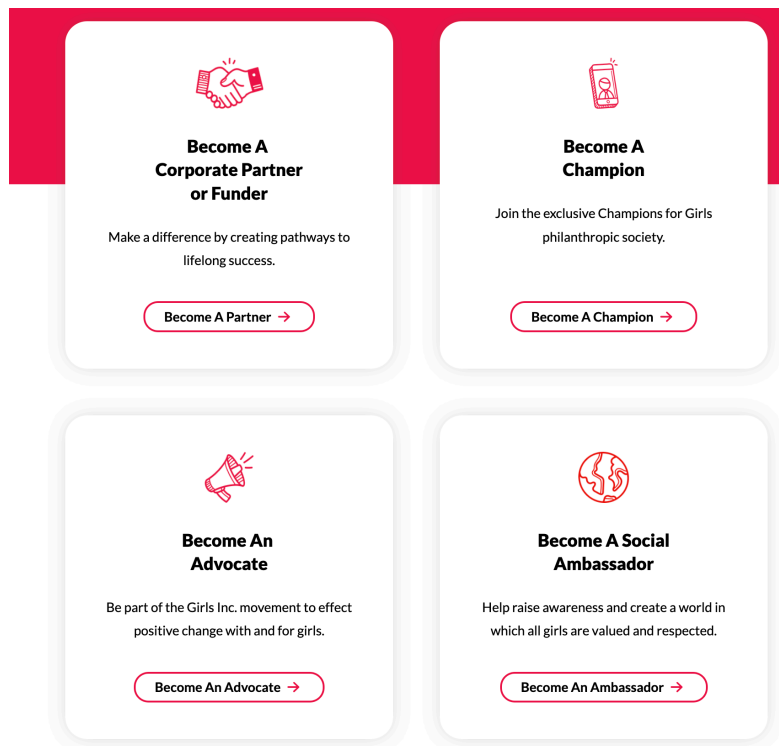 Become A
Corporate Partner
or Funder
Make a difference by creating pathways to
lifelong success.
Become A Partner →
Become A
Champion
Join the exclusive Champions for Girls
philanthropic society.
Become A Champion →
Become An
Advocate
Be part of the Girls Inc. movement to effect
positive change with and for girls.
Become An Advocate →
Become A Social
Ambassador
Help raise awareness and create a world in
which all girls are valued and respected.
Become An Ambassador →